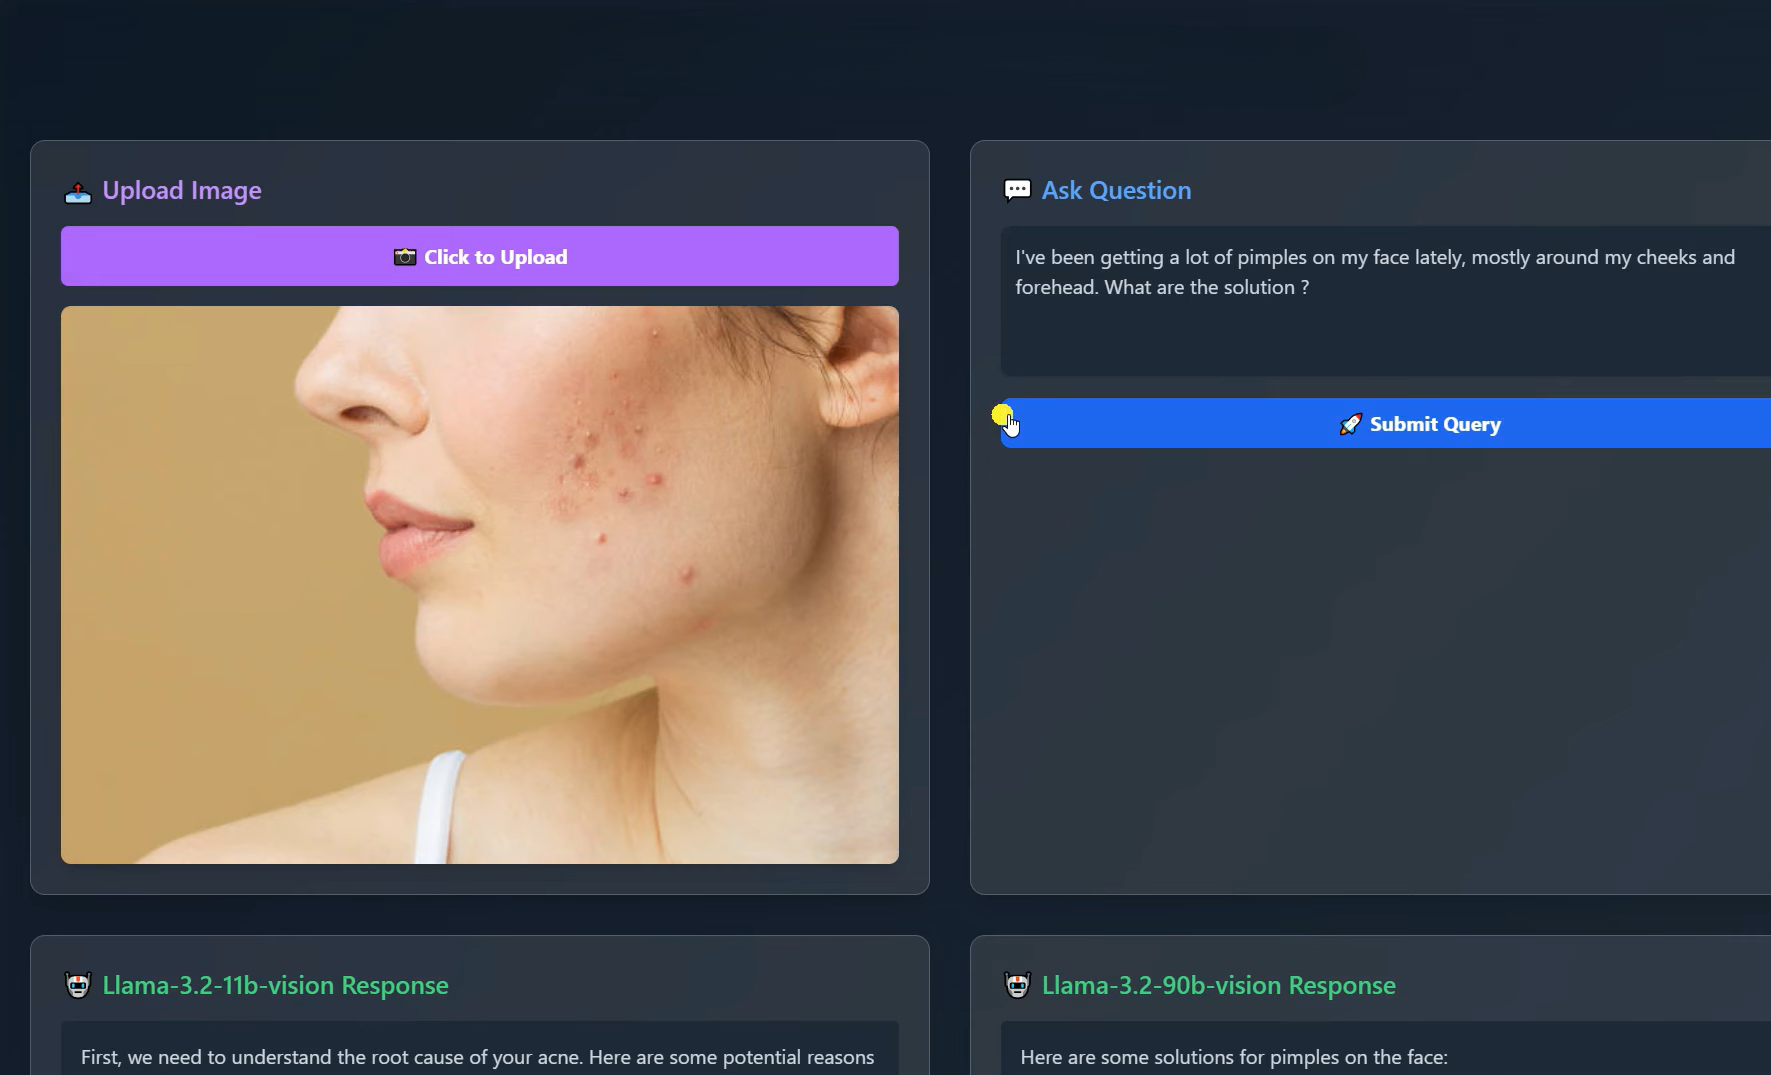 Upload Image
Click to Upload
Ask Question
I've been getting a lot of pimples on my face lately, mostly around my cheeks and
forehead. What are the solution ?
Submit Query
Llama-3.2-11b-vision Response
First, we need to understand the root cause of your acne. Here are some potential reasons
Llama-3.2-90b-vision Response
Here are some solutions for pimples on the face: